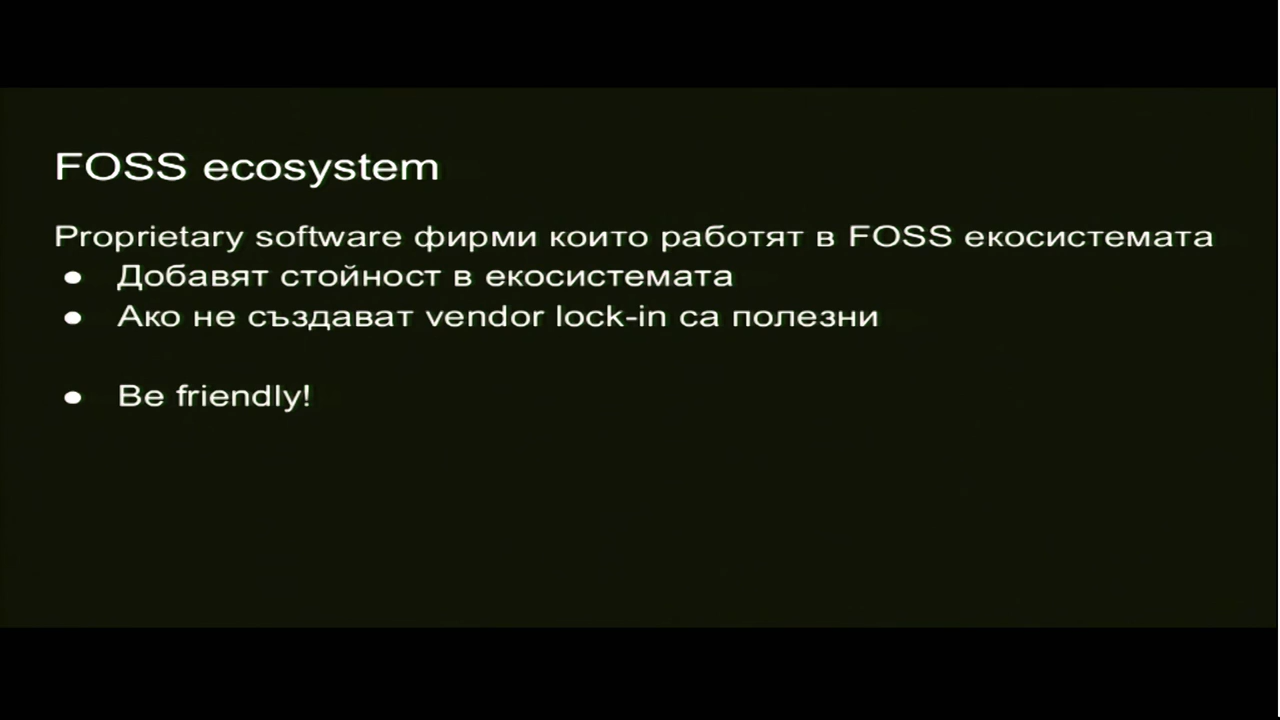 FOSS ecosystem
Proprietary software фирми които работят в FOSS екосистемата
● Добавят стойност в екосистемата
● Ако не създават vendor lock-in са полезни
● Be friendly!